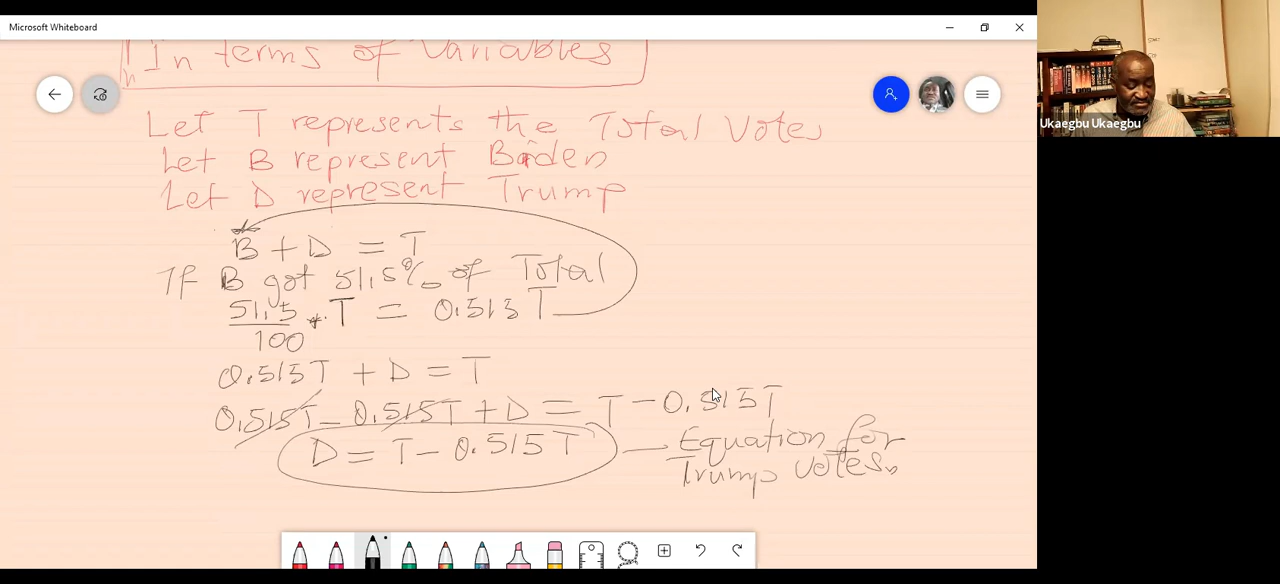 Microsoft Whiteboard
In terms of Variables
Let T represents the Total Votes
Let B represent Baiden
Let D represent Trump
B + D = T
If B got 51.5% of Total
51.5/100 * T = 0.515 T
0.515T + D = T
0.515T - 0.515T + D = T - 0.515T
D = T - 0.515T — Equation for
Trump votes.
Ukaegbu Ukaegbu